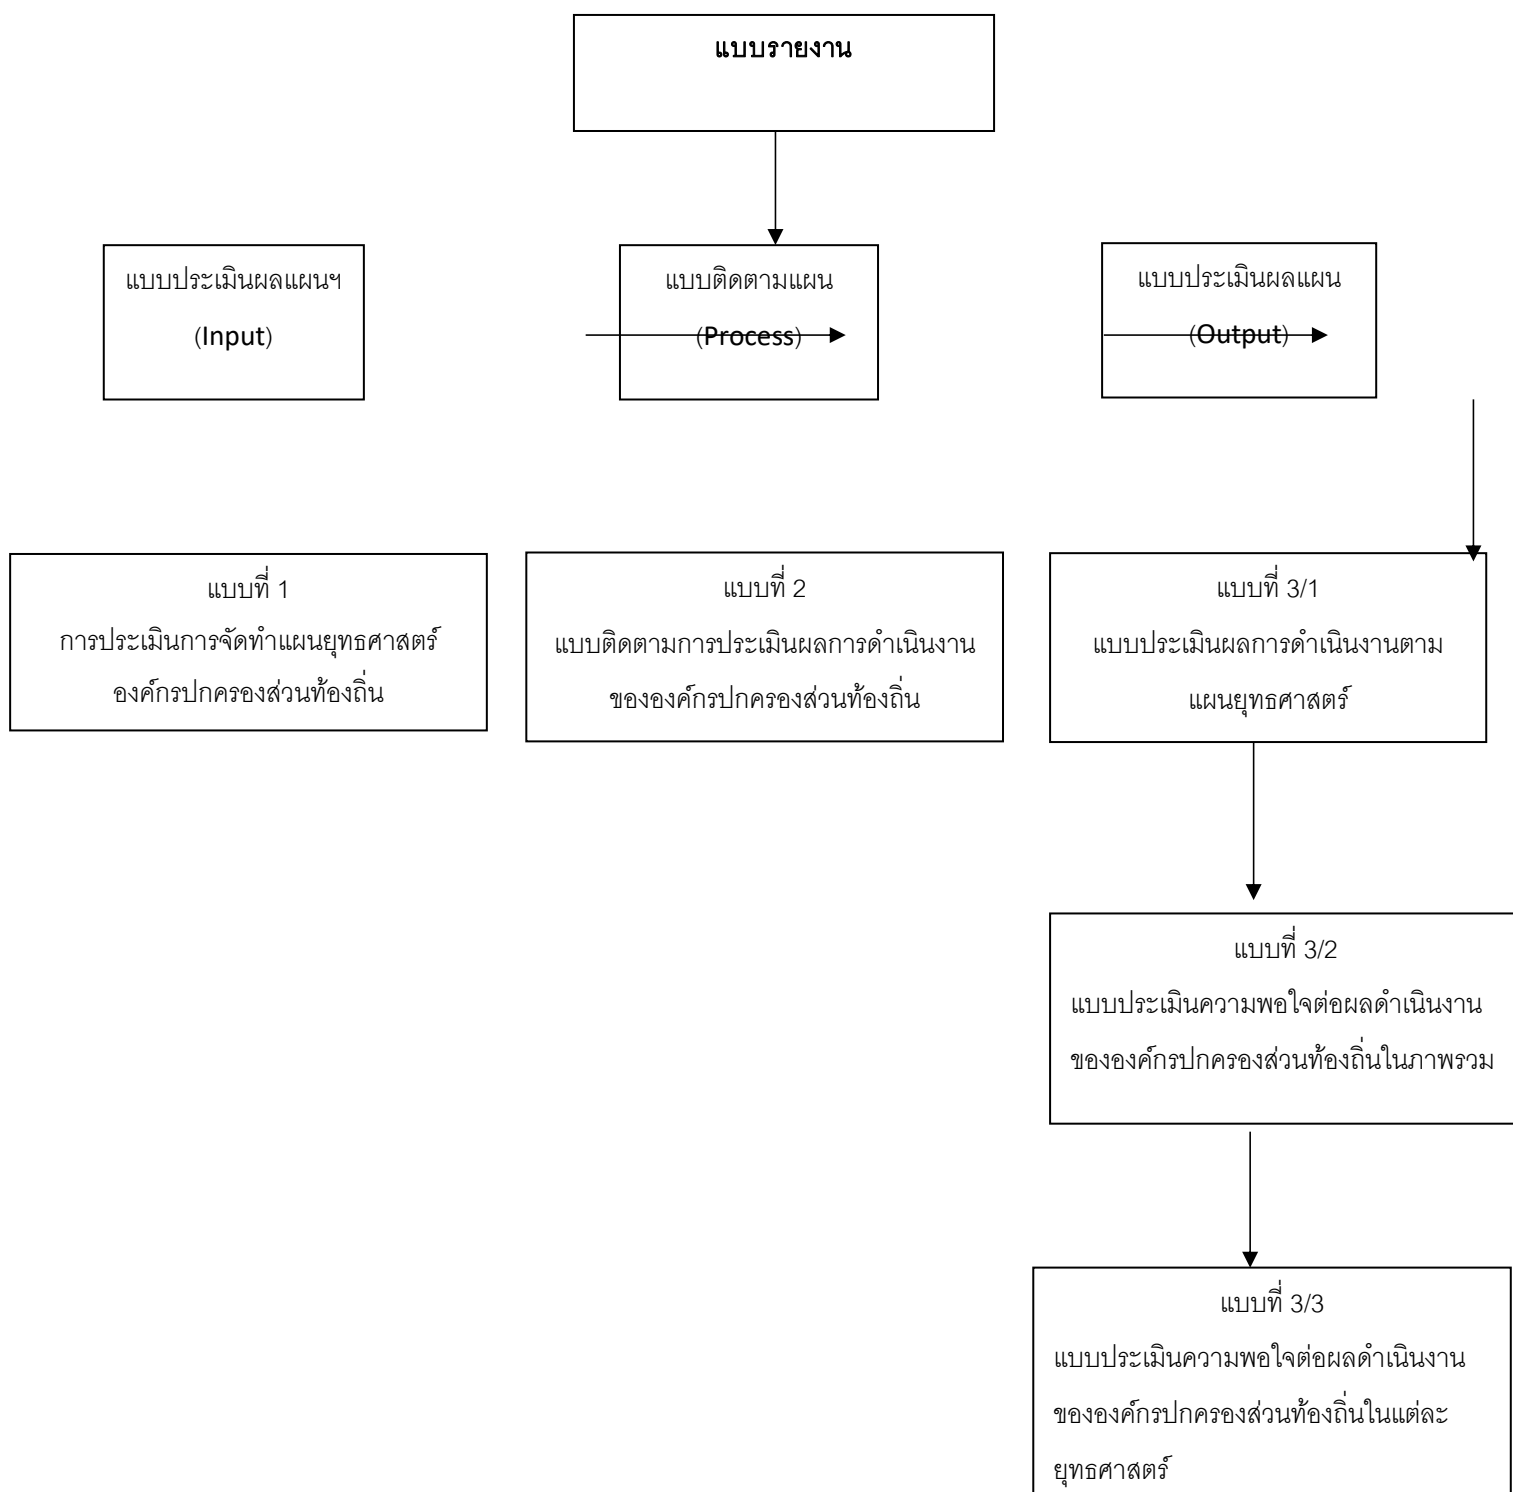 แบบรายงาน
แบบประเมินผลแผนฯ
(Input)
แบบติดตามแผน
(Process)
แบบประเมินผลแผน
(Output)
แบบที่ 1
การประเมินการจัดทำแผนยุทธศาสตร์
องค์กรปกครองส่วนท้องถิ่น
แบบที่ 2
แบบติดตามการประเมินผลการดำเนินงาน
ขององค์กรปกครองส่วนท้องถิ่น
แบบที่ 3/1
แบบประเมินผลการดำเนินงานตาม
แผนยุทธศาสตร์
แบบที่ 3/2
แบบประเมินความพอใจต่อผลดำเนินงาน
ขององค์กรปกครองส่วนท้องถิ่นในภาพรวม
แบบที่ 3/3
แบบประเมินความพอใจต่อผลดำเนินงาน
ขององค์กรปกครองส่วนท้องถิ่นในแต่ละ
ยุทธศาสตร์